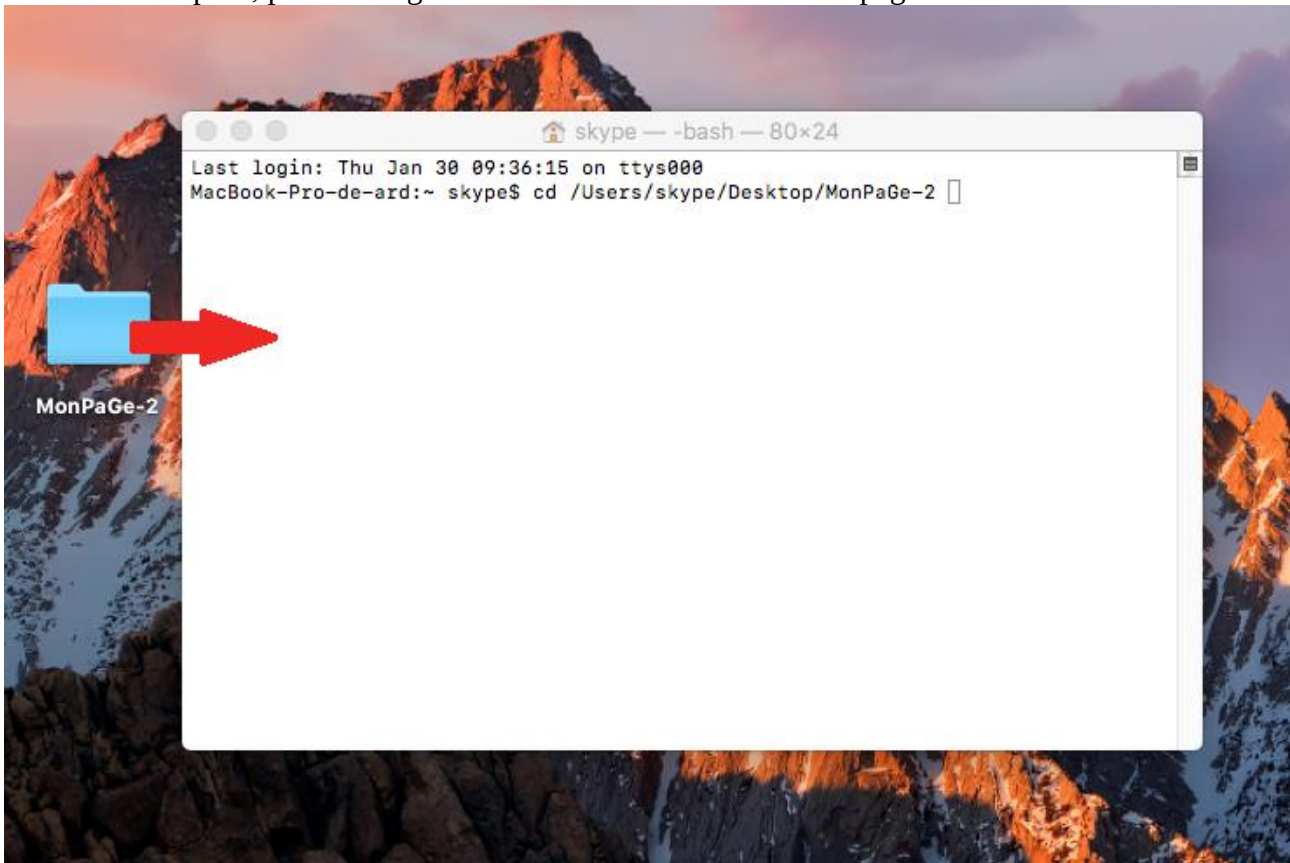 skype — -bash — 80×24
Last login: Thu Jan 30 09:36:15 on ttys000
MacBook-Pro-de-ard:~ skype$ cd /Users/skype/Desktop/MonPaGe-2
MonPaGe-2